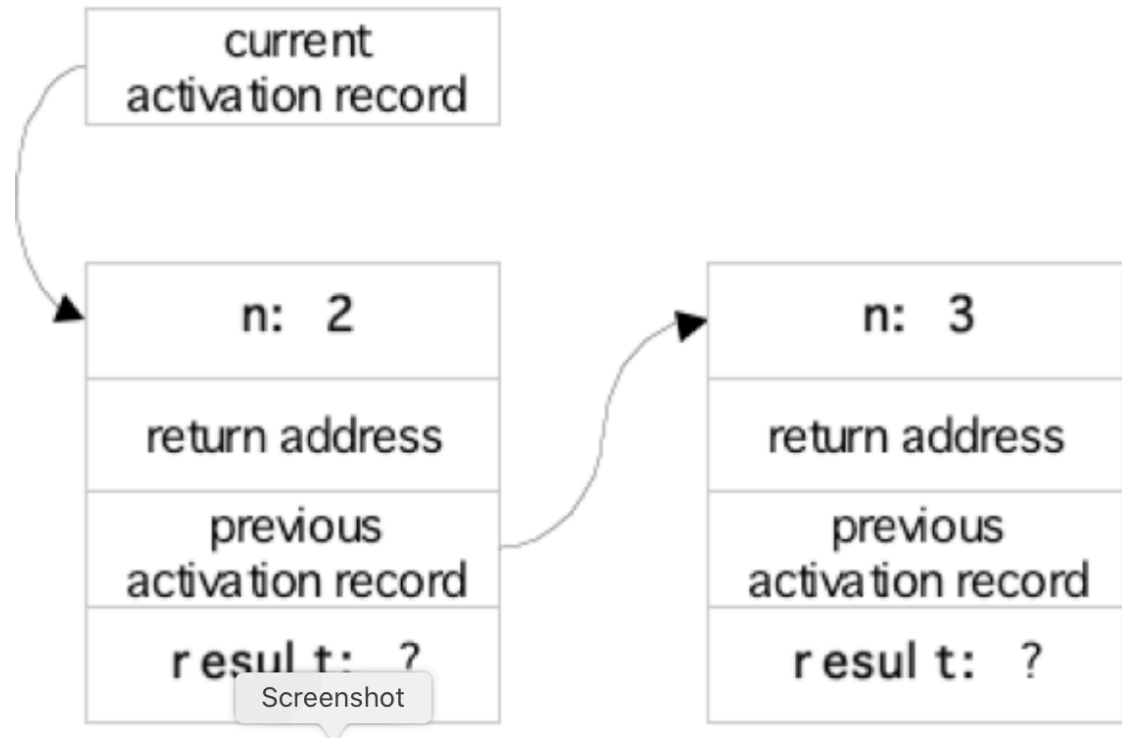 current
activation record
n: 2
return address
previous
activation record
result: ?
Screenshot
n: 3
return address
previous
activation record
result: ?